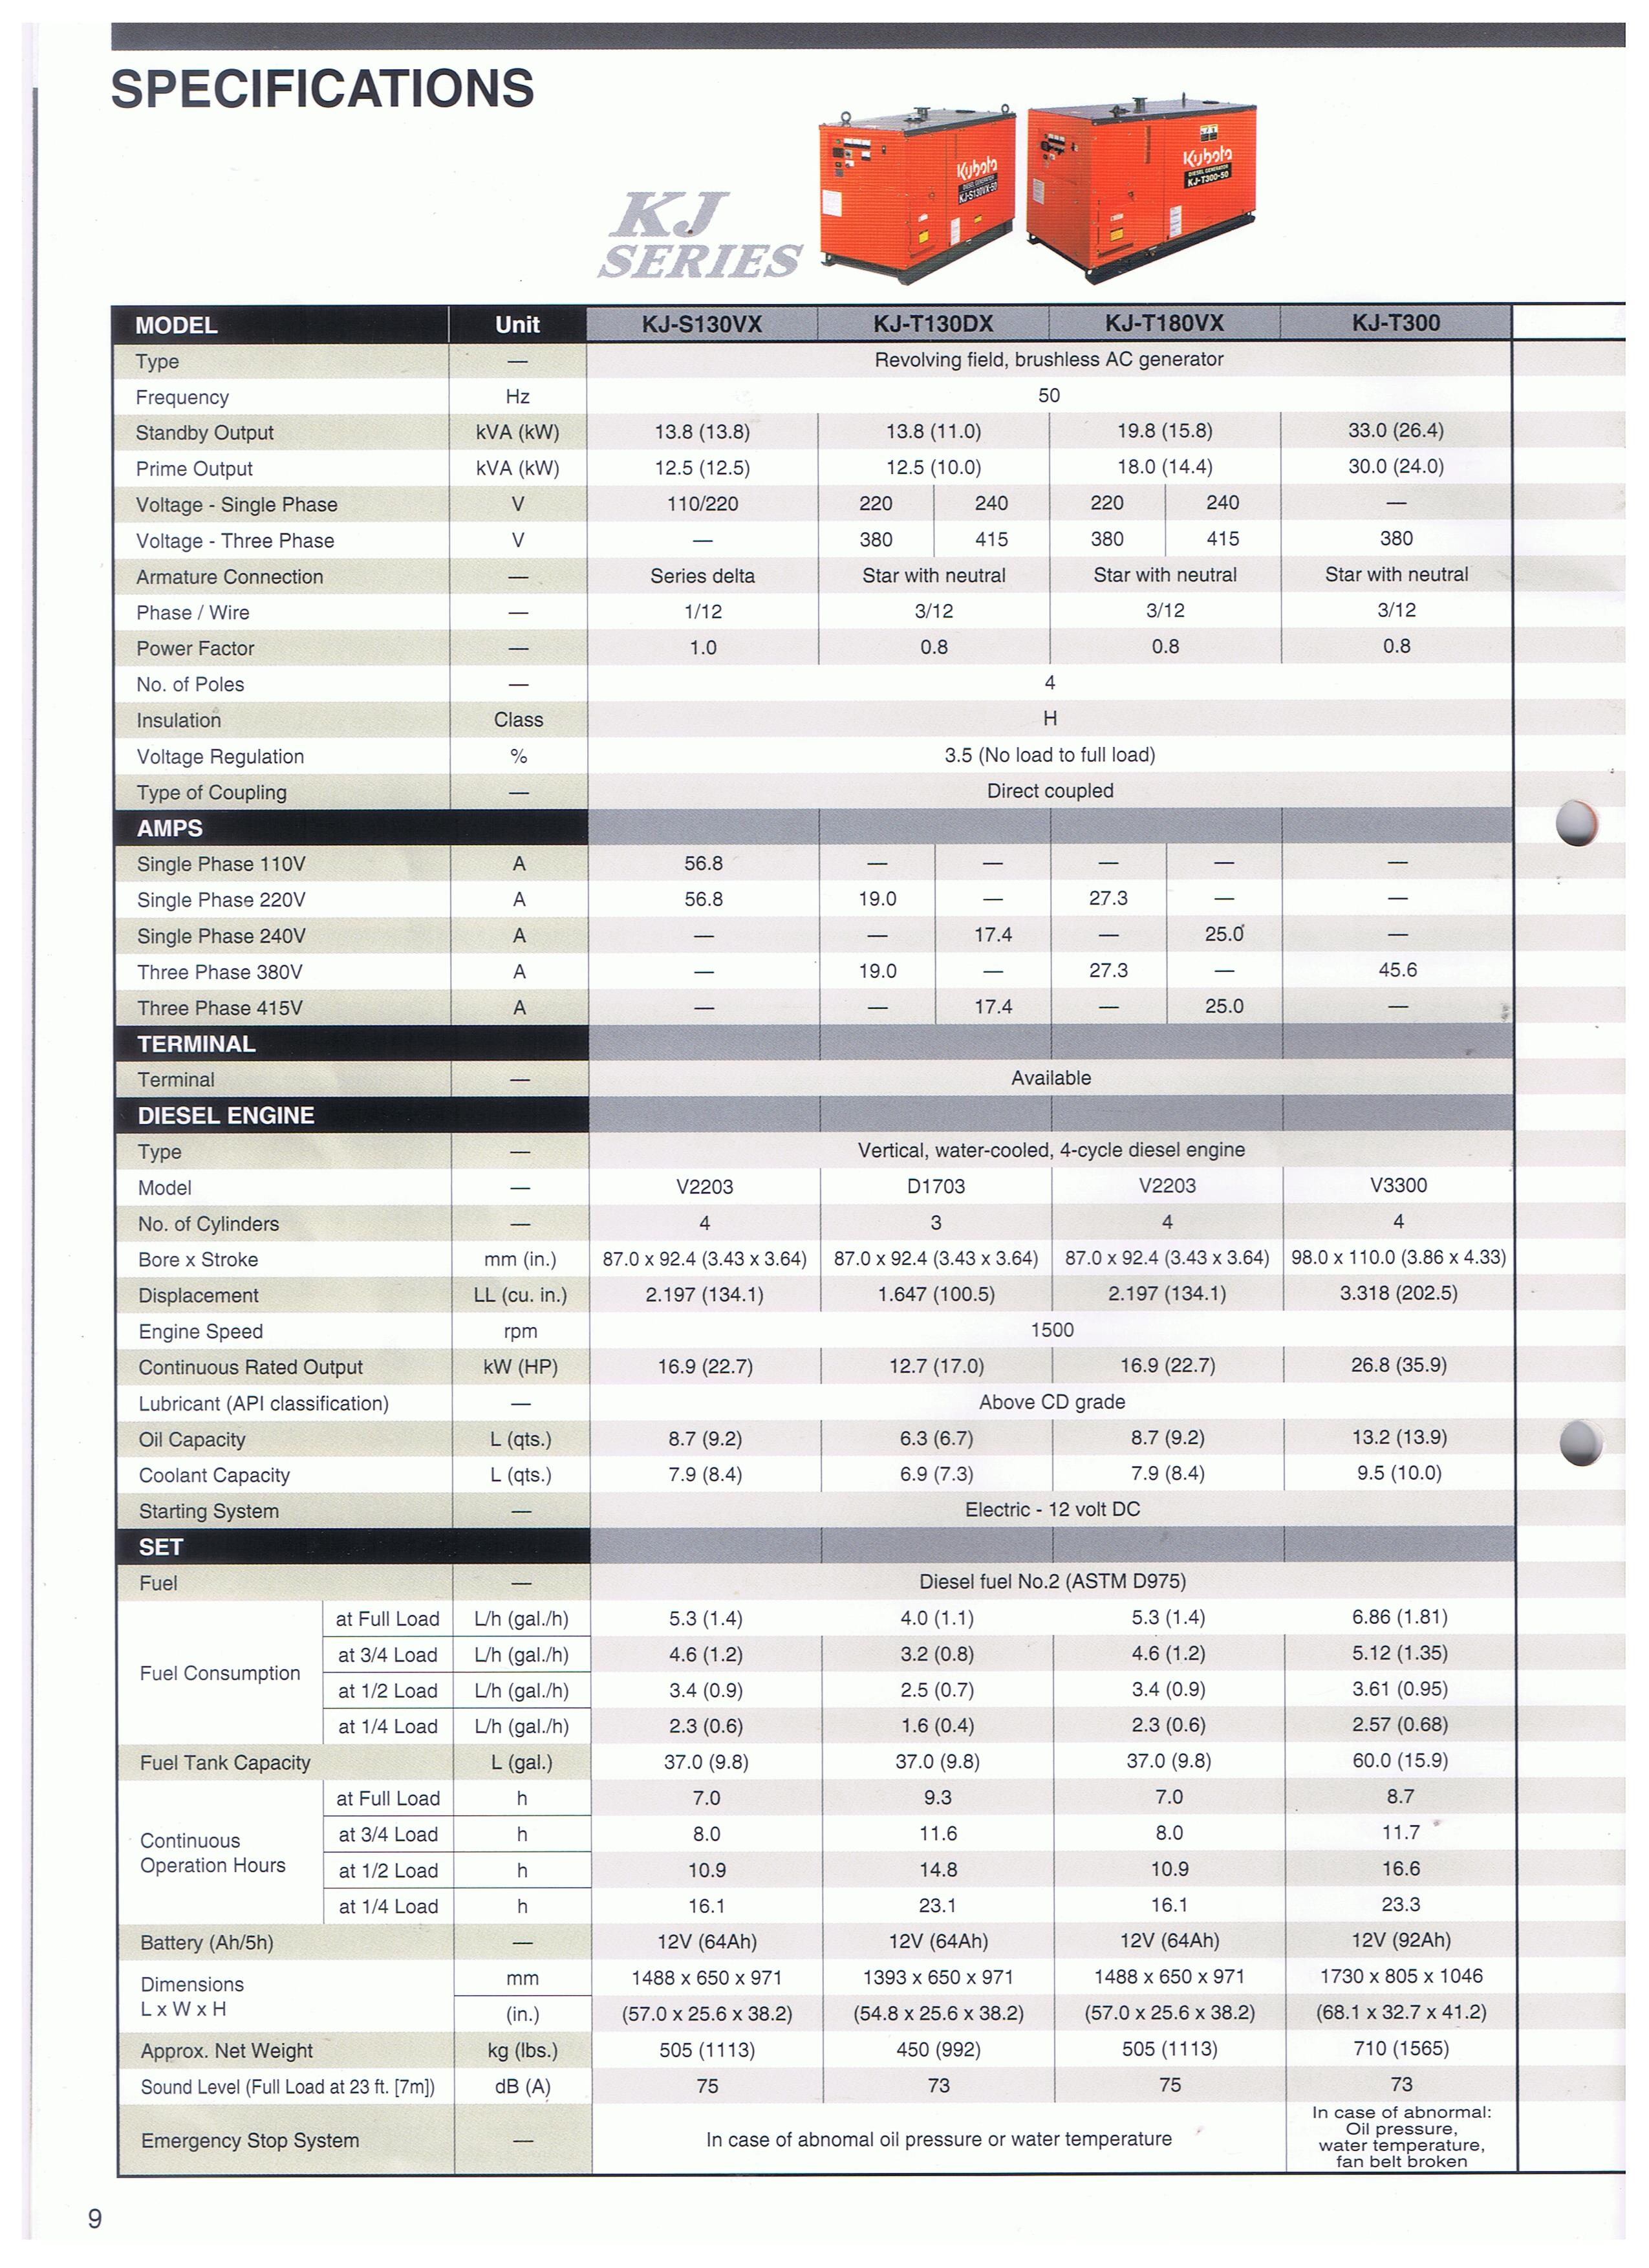 SPECIFICATIONS
KJ
SERIES
Kubota
DIESEL GENERATOR
KJ-S130VX-50
Kubota
DIESEL GENERATOR
KJ-T300-50
MODEL Unit KJ-S130VX KJ-T130DX KJ-T180VX KJ-T300
Type — Revolving field, brushless AC generator
Frequency Hz 50
Standby Output kVA (kW) 13.8 (13.8) 13.8 (11.0) 19.8 (15.8) 33.0 (26.4)
Prime Output kVA (kW) 12.5 (12.5) 12.5 (10.0) 18.0 (14.4) 30.0 (24.0)
Voltage - Single Phase V 110/220 220 240 220 240 —
Voltage - Three Phase V — 380 415 380 415 380
Armature Connection — Series delta Star with neutral Star with neutral Star with neutral
Phase / Wire — 1/12 3/12 3/12 3/12
Power Factor — 1.0 0.8 0.8 0.8
No. of Poles — 4
Insulation Class H
Voltage Regulation % 3.5 (No load to full load)
Type of Coupling — Direct coupled
AMPS
Single Phase 110V A 56.8 — — — — —
Single Phase 220V A 56.8 19.0 — 27.3 — —
Single Phase 240V A — — 17.4 — 25.0 —
Three Phase 380V A — 19.0 — 27.3 — 45.6
Three Phase 415V A — — 17.4 — 25.0 —
TERMINAL
Terminal — Available
DIESEL ENGINE
Type — Vertical, water-cooled, 4-cycle diesel engine
Model — V2203 D1703 V2203 V3300
No. of Cylinders — 4 3 4 4
Bore x Stroke mm (in.) 87.0 x 92.4 (3.43 x 3.64) 87.0 x 92.4 (3.43 x 3.64) 87.0 x 92.4 (3.43 x 3.64) 98.0 x 110.0 (3.86 x 4.33)
Displacement LL (cu. in.) 2.197 (134.1) 1.647 (100.5) 2.197 (134.1) 3.318 (202.5)
Engine Speed rpm 1500
Continuous Rated Output kW (HP) 16.9 (22.7) 12.7 (17.0) 16.9 (22.7) 26.8 (35.9)
Lubricant (API classification) — Above CD grade
Oil Capacity L (qts.) 8.7 (9.2) 6.3 (6.7) 8.7 (9.2) 13.2 (13.9)
Coolant Capacity L (qts.) 7.9 (8.4) 6.9 (7.3) 7.9 (8.4) 9.5 (10.0)
Starting System — Electric - 12 volt DC
SET
Fuel — Diesel fuel No.2 (ASTM D975)
Fuel Consumption
at Full Load L/h (gal./h) 5.3 (1.4) 4.0 (1.1) 5.3 (1.4) 6.86 (1.81)
at 3/4 Load L/h (gal./h) 4.6 (1.2) 3.2 (0.8) 4.6 (1.2) 5.12 (1.35)
at 1/2 Load L/h (gal./h) 3.4 (0.9) 2.5 (0.7) 3.4 (0.9) 3.61 (0.95)
at 1/4 Load L/h (gal./h) 2.3 (0.6) 1.6 (0.4) 2.3 (0.6) 2.57 (0.68)
Fuel Tank Capacity L (gal.) 37.0 (9.8) 37.0 (9.8) 37.0 (9.8) 60.0 (15.9)
Continuous
Operation Hours
at Full Load h 7.0 9.3 7.0 8.7
at 3/4 Load h 8.0 11.6 8.0 11.7
at 1/2 Load h 10.9 14.8 10.9 16.6
at 1/4 Load h 16.1 23.1 16.1 23.3
Battery (Ah/5h) — 12V (64Ah) 12V (64Ah) 12V (64Ah) 12V (92Ah)
Dimensions
L x W x H
mm 1488 x 650 x 971 1393 x 650 x 971 1488 x 650 x 971 1730 x 805 x 1046
(in.) (57.0 x 25.6 x 38.2) (54.8 x 25.6 x 38.2) (57.0 x 25.6 x 38.2) (68.1 x 32.7 x 41.2)
Approx. Net Weight kg (lbs.) 505 (1113) 450 (992) 505 (1113) 710 (1565)
Sound Level (Full Load at 23 ft. [7m]) dB (A) 75 73 75 73
Emergency Stop System — In case of abnomal oil pressure or water temperature
In case of abnormal:
Oil pressure,
water temperature,
fan belt broken
9